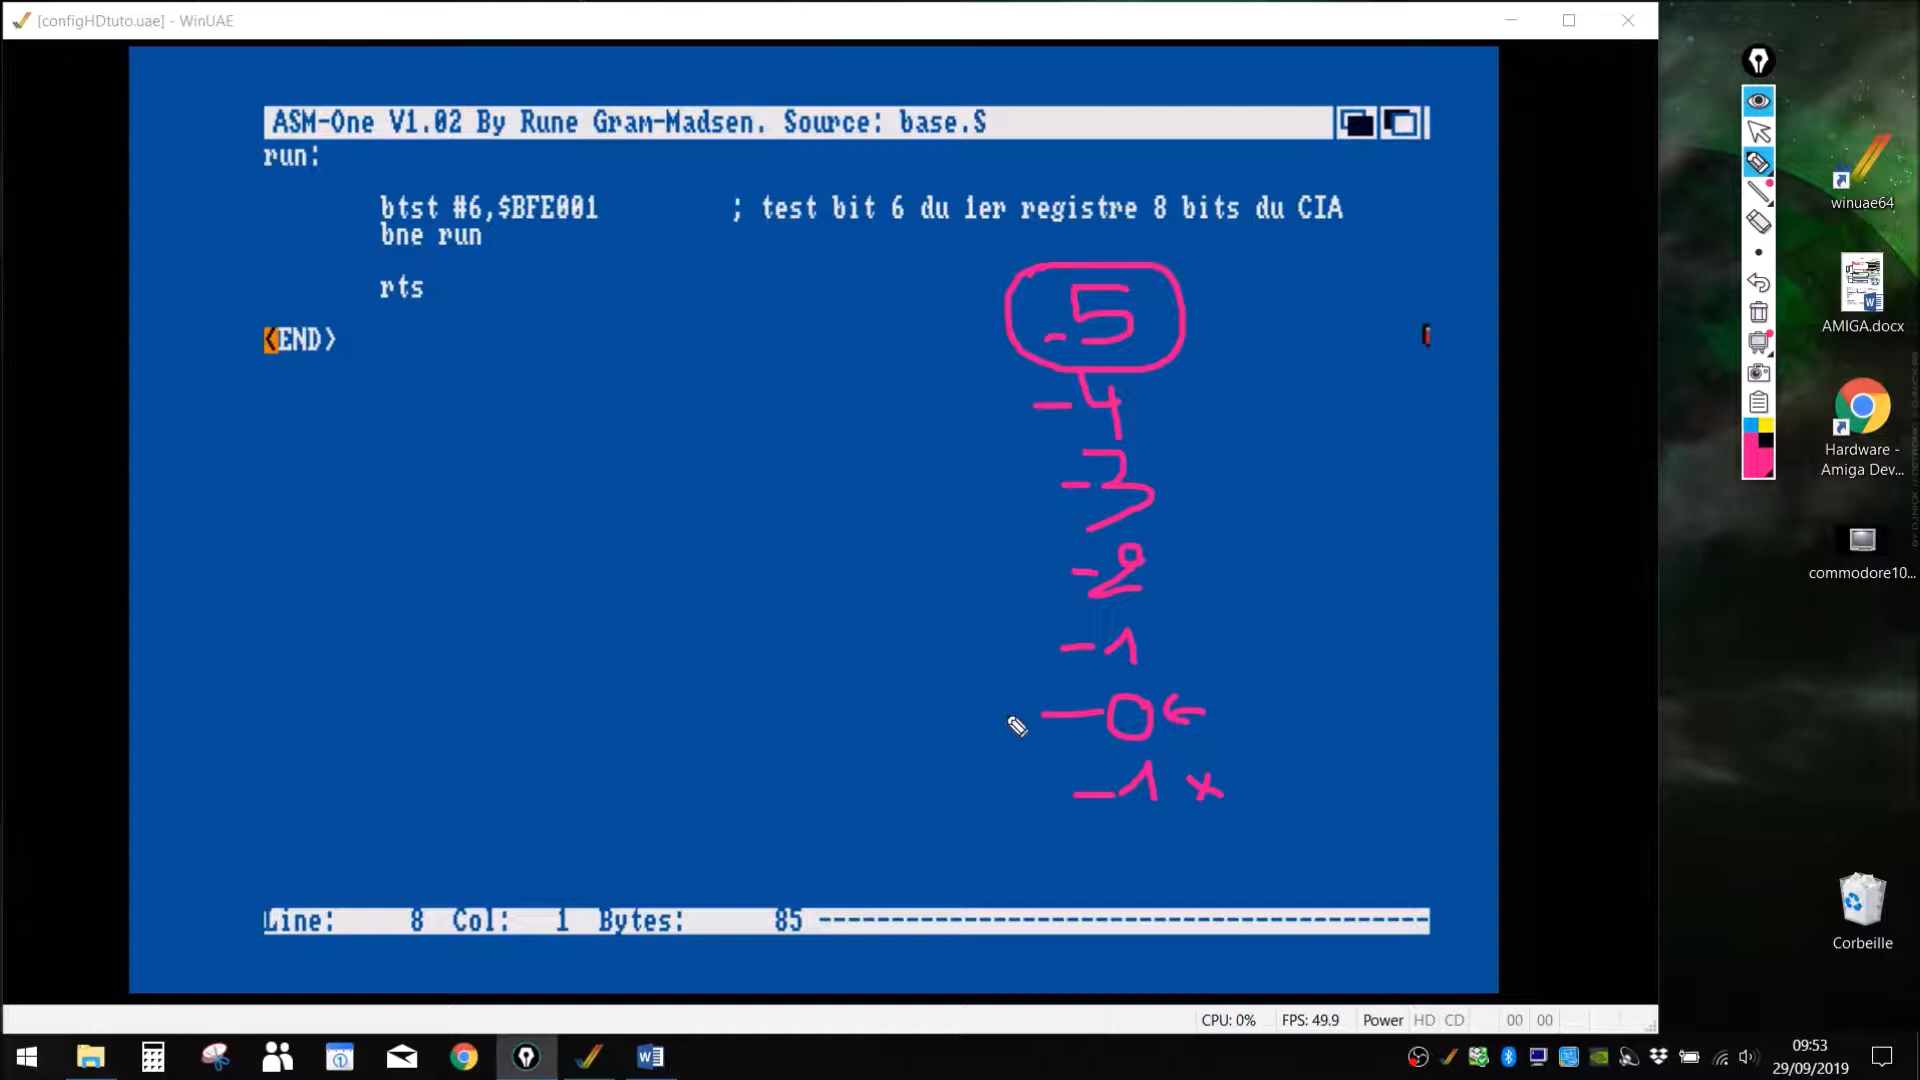 [configHDtuto.uae] - WinUAE
ASM-One V1.02 By Rune Gram-Madsen. Source: base.S
run:
btst #6,$BFE001 ; test bit 6 du 1er registre 8 bits du CIA
bne run
rts
<END>
- 5
- 4
- 3
- 2
- 1
- 0 ←
- 1 x
Line: 8 Col: 1 Bytes: 85 --------------------
winuae64
AMIGA.docx
Hardware -
Amiga Dev...
commodore10...
Corbeille
CPU: 0% FPS: 49.9 Power HD CD 00 00
09:53
29/09/2019